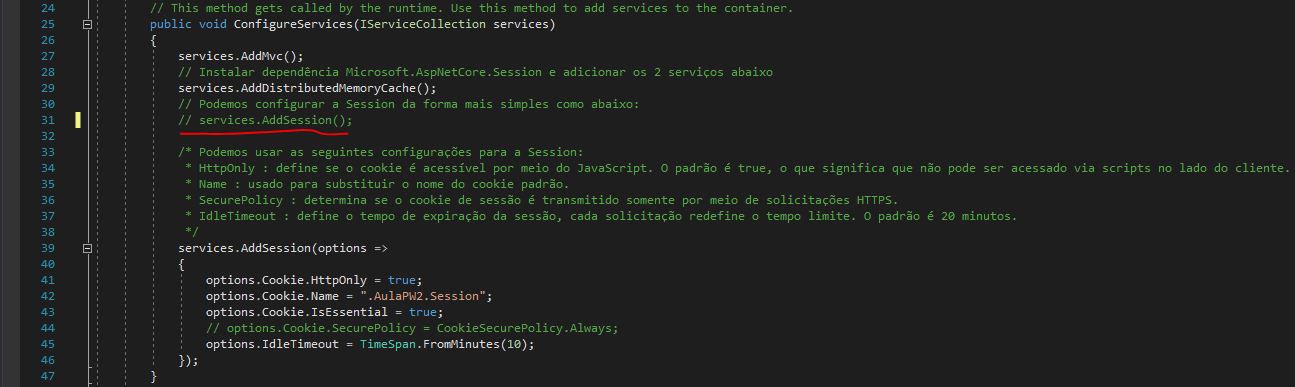 24 // This method gets called by the runtime. Use this method to add services to the container.
25 public void ConfigureServices(IServiceCollection services)
26 {
27 services.AddMvc();
28 // Instalar dependência Microsoft.AspNetCore.Session e adicionar os 2 serviços abaixo
29 services.AddDistributedMemoryCache();
30 // Podemos configurar a Session da forma mais simples como abaixo:
31 // services.AddSession();
32
33 /* Podemos usar as seguintes configurações para a Session:
34 * HttpOnly : define se o cookie é acessível por meio do JavaScript. O padrão é true, o que significa que não pode ser acessado via scripts no lado do cliente.
35 * Name : usado para substituir o nome do cookie padrão.
36 * SecurePolicy : determina se o cookie de sessão é transmitido somente por meio de solicitações HTTPS.
37 * IdleTimeout : define o tempo de expiração da sessão, cada solicitação redefine o tempo limite. O padrão é 20 minutos.
38 */
39 services.AddSession(options =>
40 {
41 options.Cookie.HttpOnly = true;
42 options.Cookie.Name = ".AulaPW2.Session";
43 options.Cookie.IsEssential = true;
44 // options.Cookie.SecurePolicy = CookieSecurePolicy.Always;
45 options.IdleTimeout = TimeSpan.FromMinutes(10);
46 });
47 }